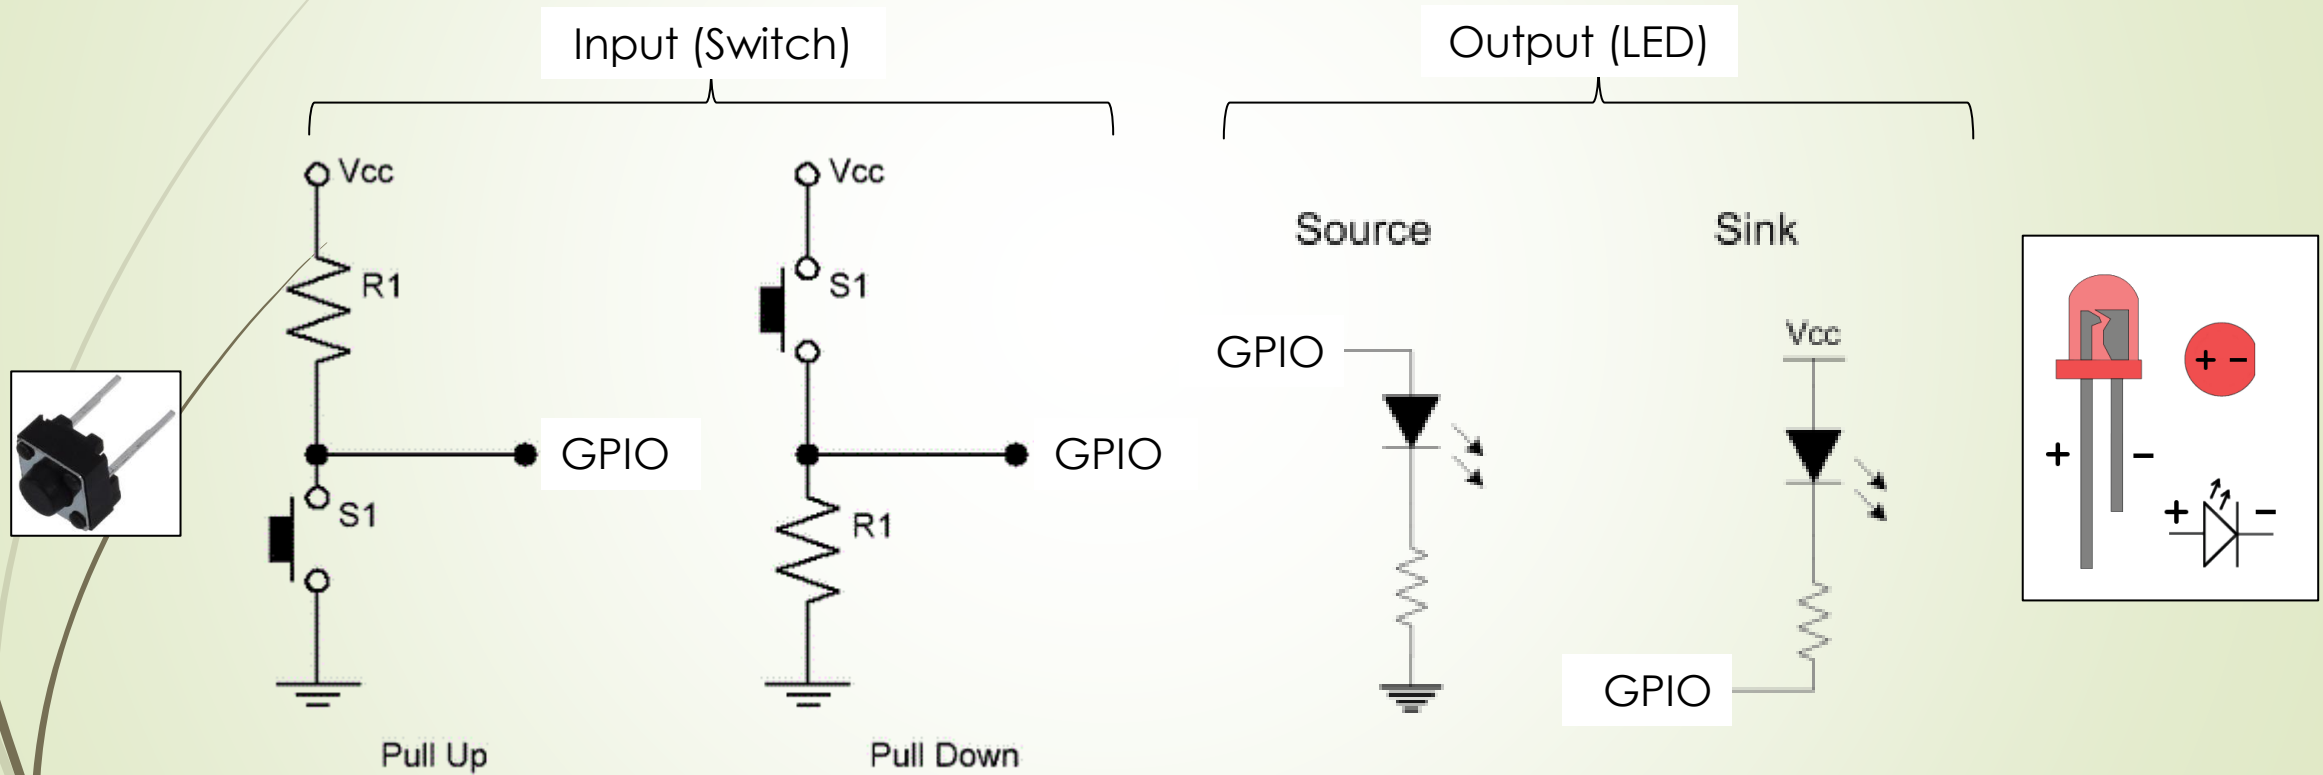 Input (Switch)
Output (LED)
Vcc
R1
GPIO
S1
Pull Up
Vcc
S1
GPIO
R1
Pull Down
Source
GPIO
Sink
Vcc
GPIO
+ −
+ −
+ −